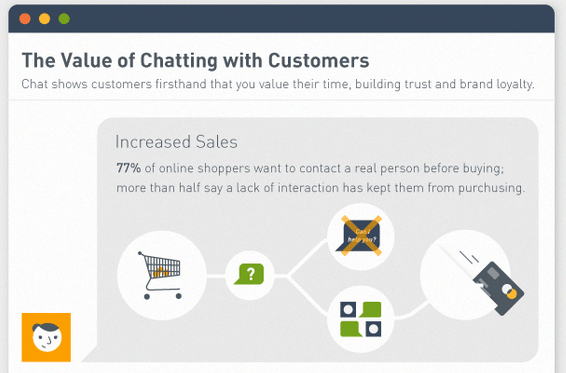 The Value of Chatting with Customers
Chat shows customers firsthand that you value their time, building trust and brand loyalty.
Increased Sales
77% of online shoppers want to contact a real person before buying;
more than half say a lack of interaction has kept them from purchasing.
Can I
help you?
?